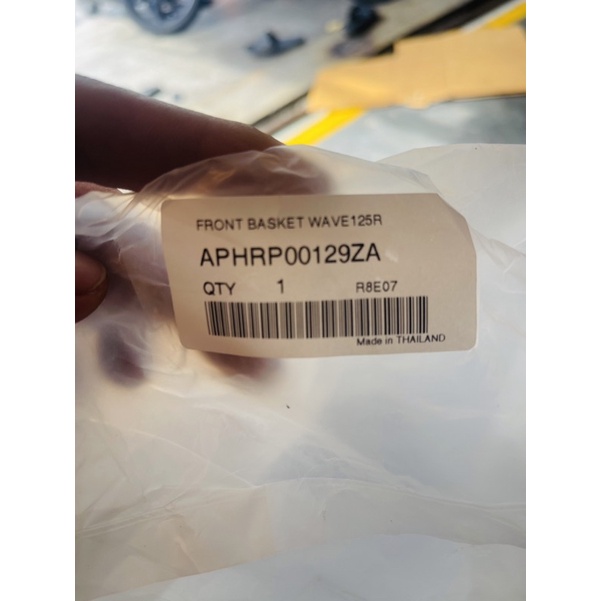 FRONT BASKET WAVE125R
APHRP00129ZA
QTY 1 R8E07
Made in THAILAND